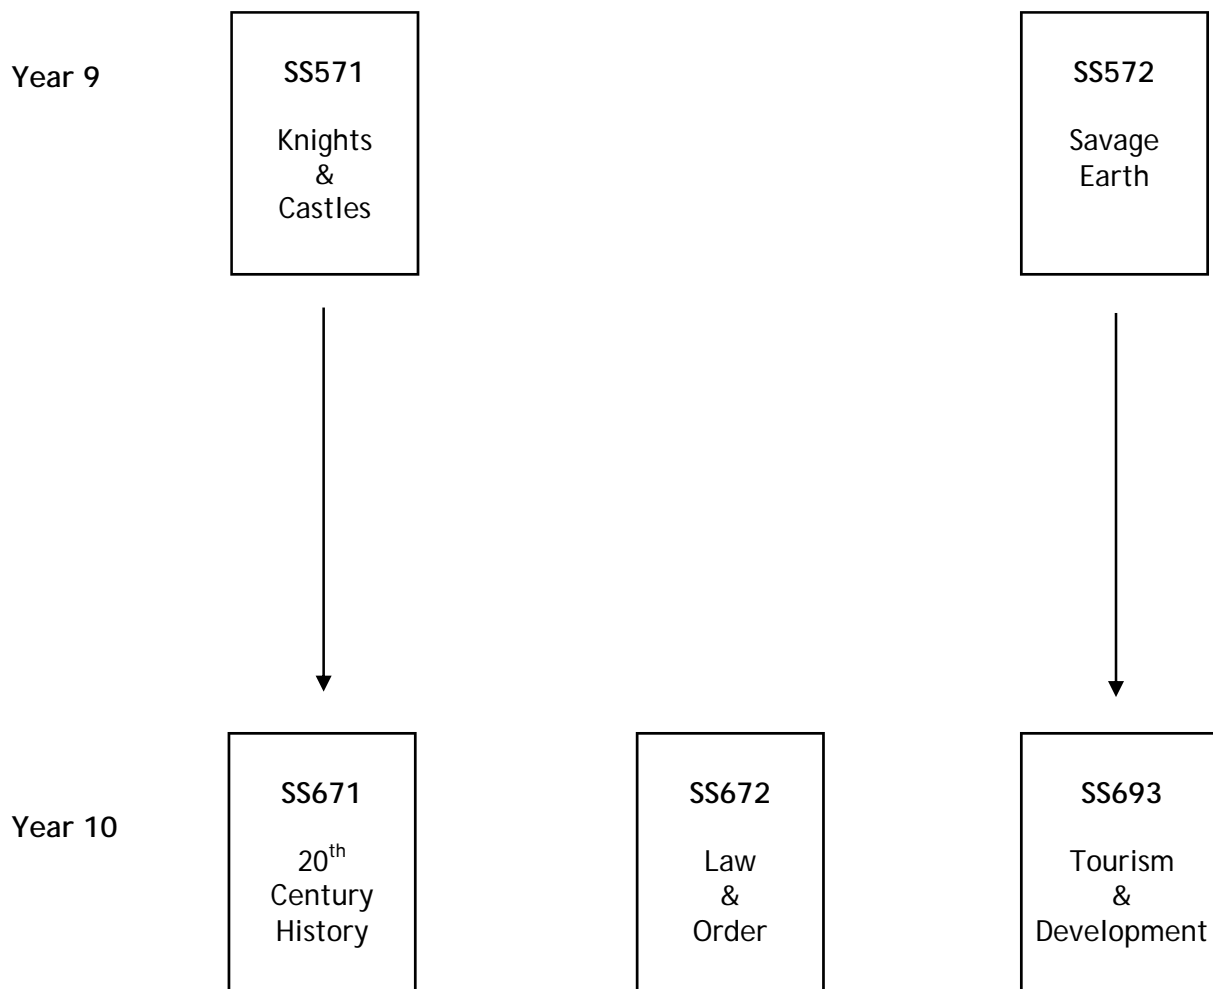 Year 9
SS571
Knights
&
Castles
SS572
Savage
Earth
Year 10
SS671
20th
Century
History
SS672
Law
&
Order
SS693
Tourism
&
Development